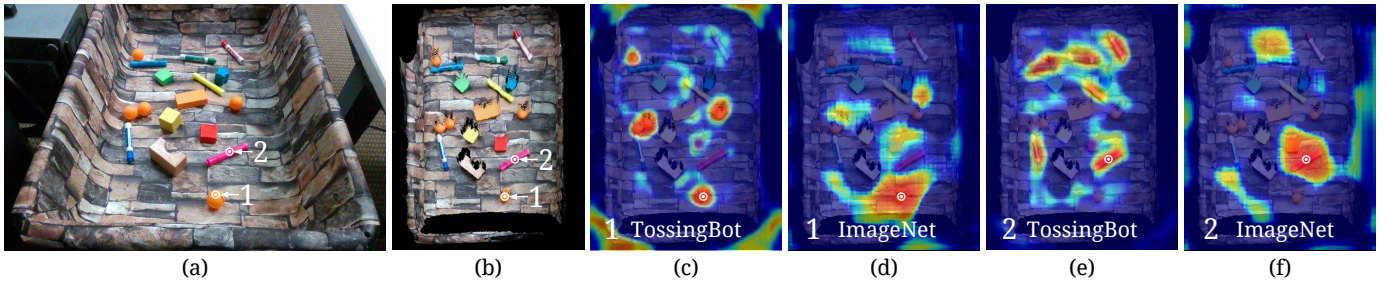 1
2
1
2
1 TossingBot
1 ImageNet
2 TossingBot
2 ImageNet
(a)
(b)
(c)
(d)
(e)
(f)